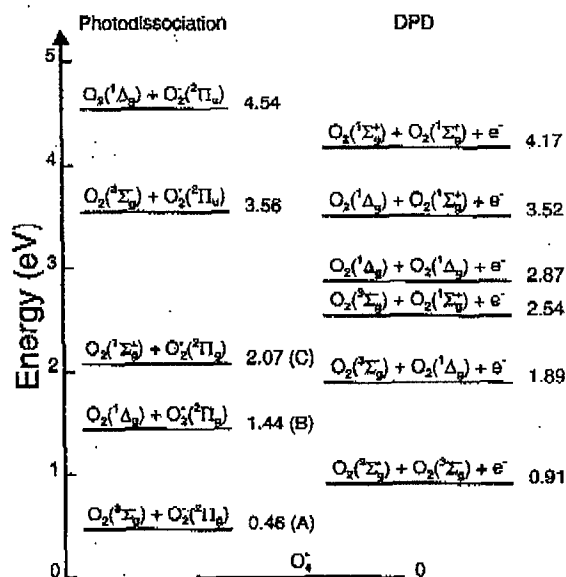 Photodissociation DPD
5
O₂(¹Δg) + O₂⁻(²Πu) 4.54
O₂(¹Σg⁺) + O₂(¹Σg⁺) + e⁻ 4.17
4
O₂(³Σg⁻) + O₂⁻(²Πu) 3.56
O₂(¹Δg) + O₂(¹Σg⁺) + e⁻ 3.52
3
O₂(¹Δg) + O₂(¹Δg) + e⁻ 2.87
O₂(³Σg⁻) + O₂(¹Σg⁺) + e⁻ 2.54
Energy (eV)
O₂(¹Σg⁺) + O₂⁻(²Πg) 2.07 (C)
2
O₂(³Σg⁻) + O₂(¹Δg) + e⁻ 1.89
O₂(¹Δg) + O₂⁻(²Πg) 1.44 (B)
1
O₂(³Σg⁻) + O₂(³Σg⁻) + e⁻ 0.91
O₂(³Σg⁻) + O₂⁻(²Πg) 0.46 (A)
0 O₄⁻ 0